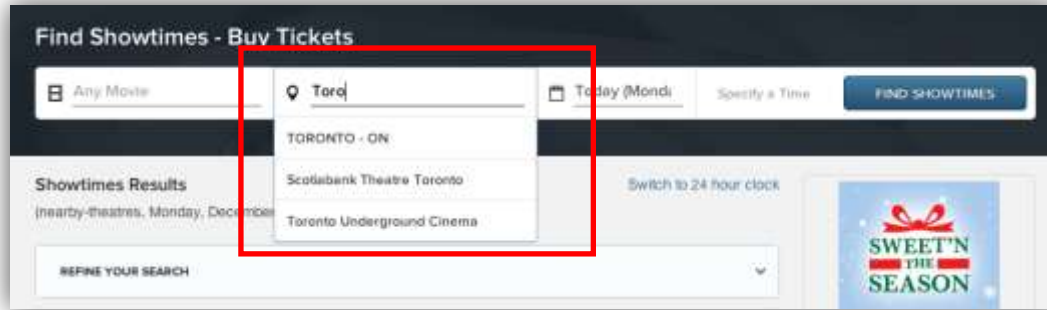 Find Showtimes - Buy Tickets
Any Movie
Toro
Today (Monda
Specify a Time
FIND SHOWTIMES
TORONTO - ON
Scotiabank Theatre Toronto
Toronto Underground Cinema
Showtimes Results
(nearby-theatres, Monday, December
Switch to 24 hour clock
REFINE YOUR SEARCH
SWEET'N
THE
SEASON